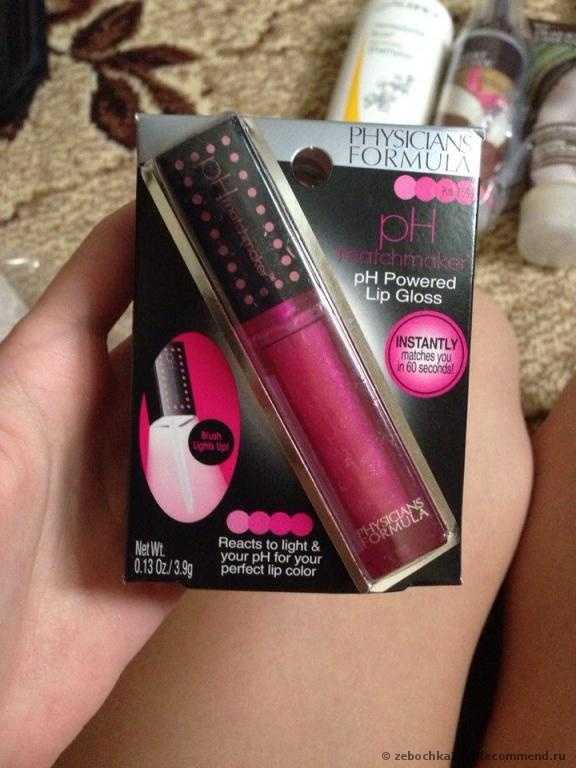 PHYSICIANS
FORMULA
pH
matchmaker
pH Powered
Lip Gloss
INSTANTLY
matches you
in 60 seconds!
pH matchmaker
Brush
Lights Up!
PHYSICIANS
FORMULA
Net Wt.
0.13 Oz./3.9g
Reacts to light &
your pH for your
perfect lip color
Recommend.ru